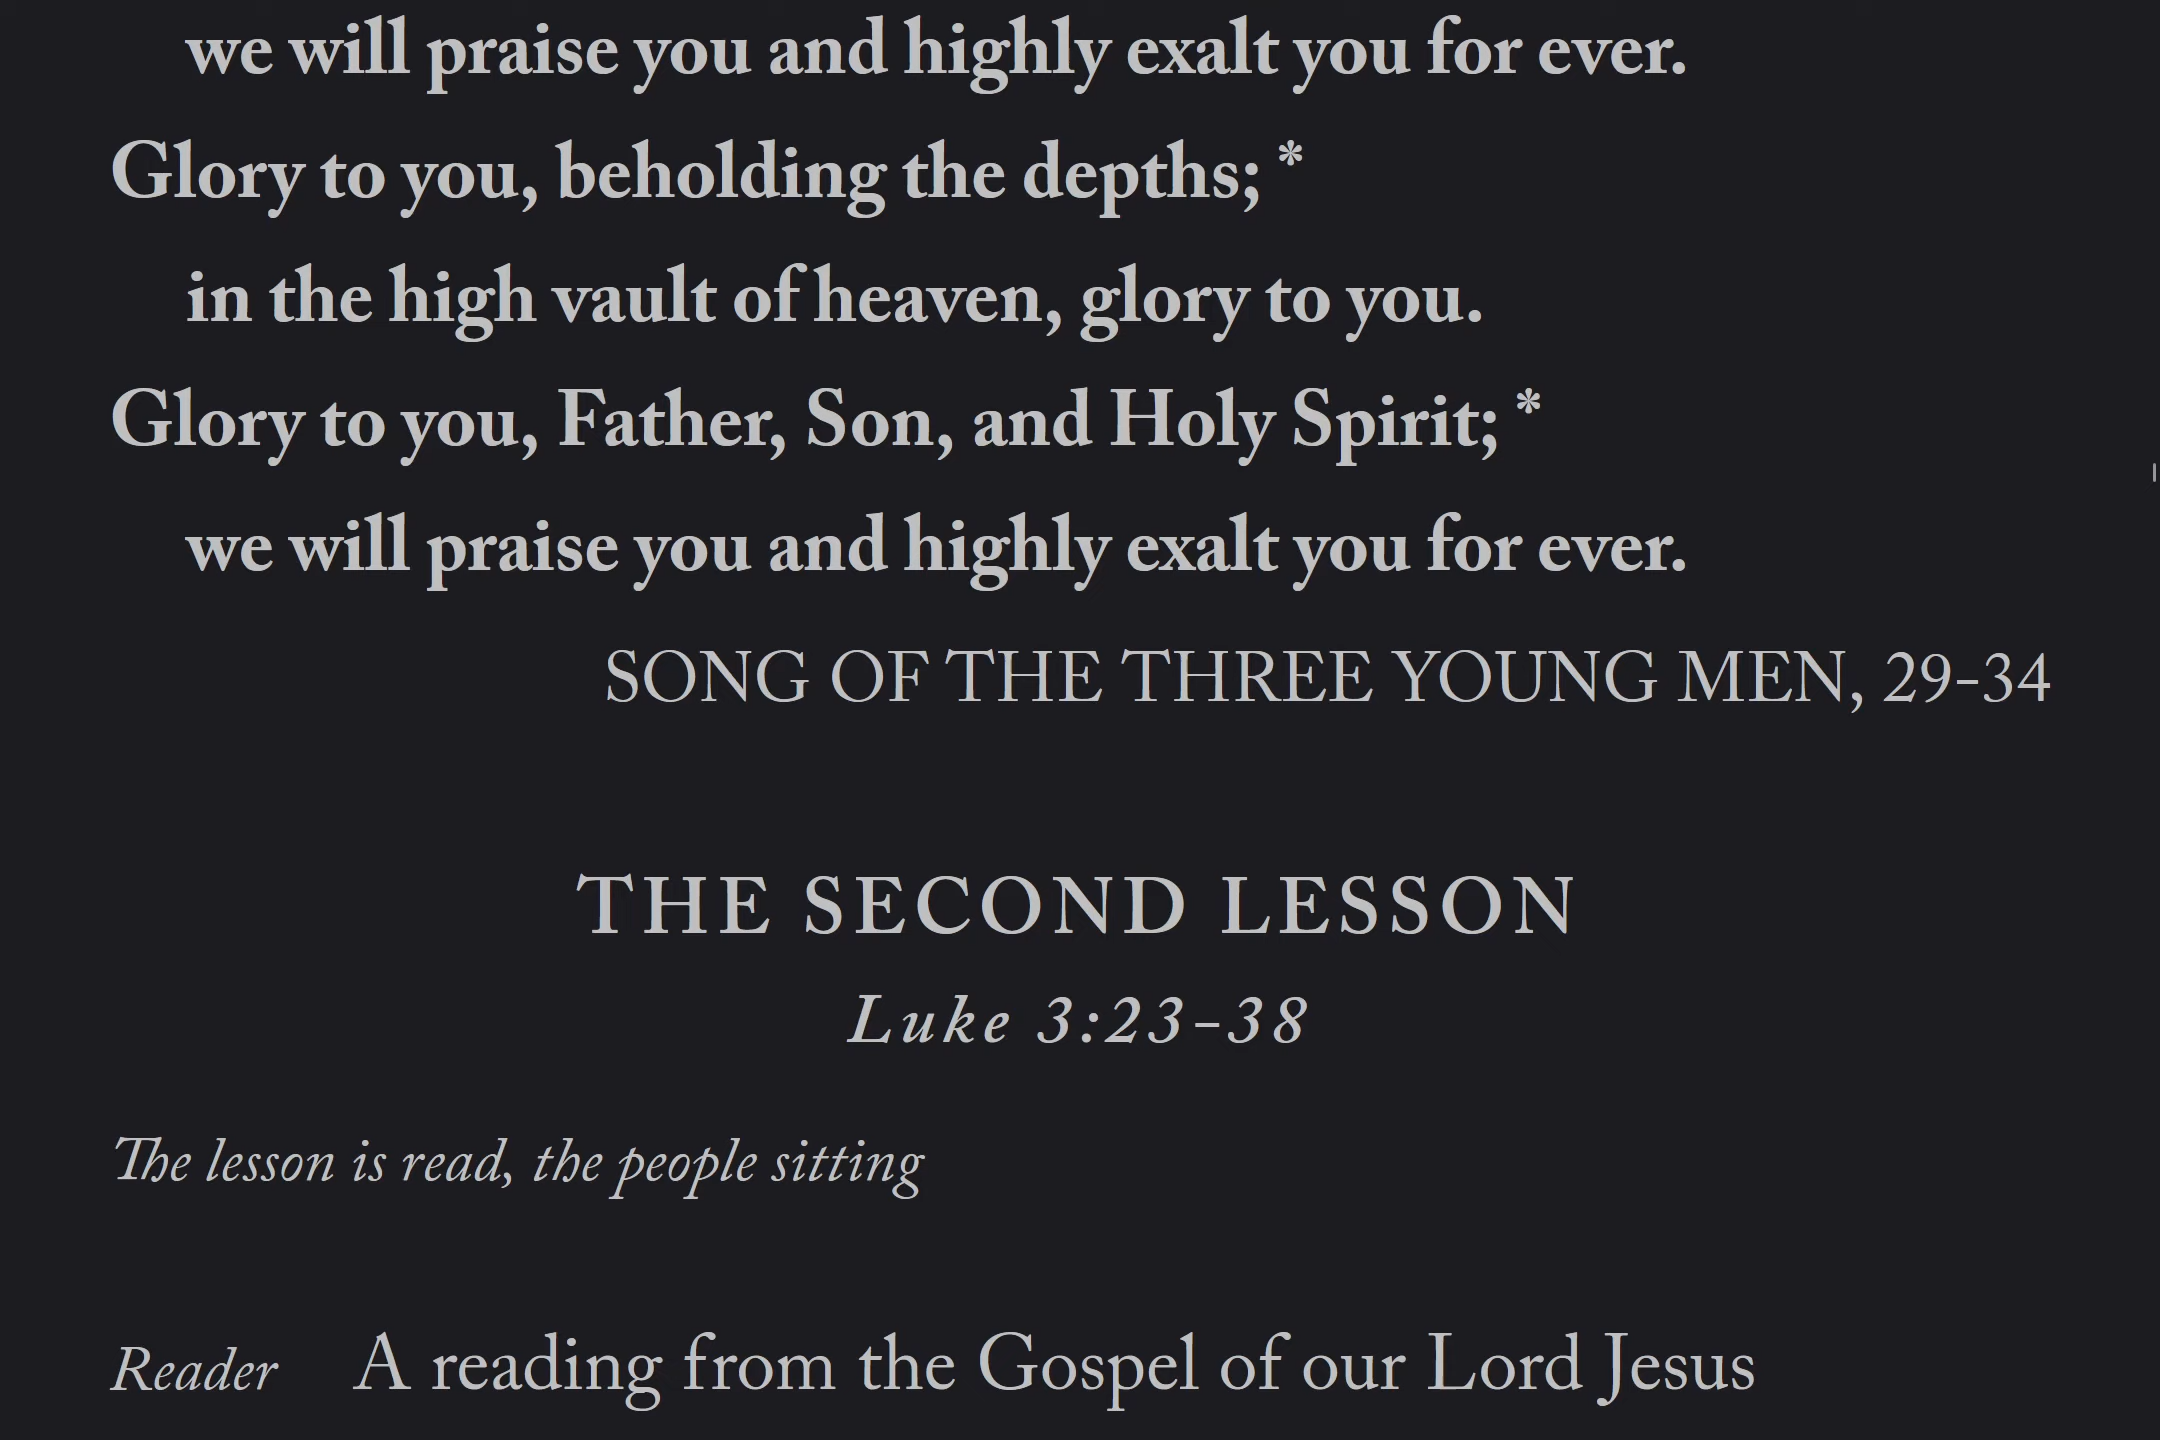 we will praise you and highly exalt you for ever.
Glory to you, beholding the depths; *
in the high vault of heaven, glory to you.
Glory to you, Father, Son, and Holy Spirit; *
we will praise you and highly exalt you for ever.
SONG OF THE THREE YOUNG MEN, 29-34
THE SECOND LESSON
Luke 3:23–38
The lesson is read, the people sitting
Reader A reading from the Gospel of our Lord Jesus